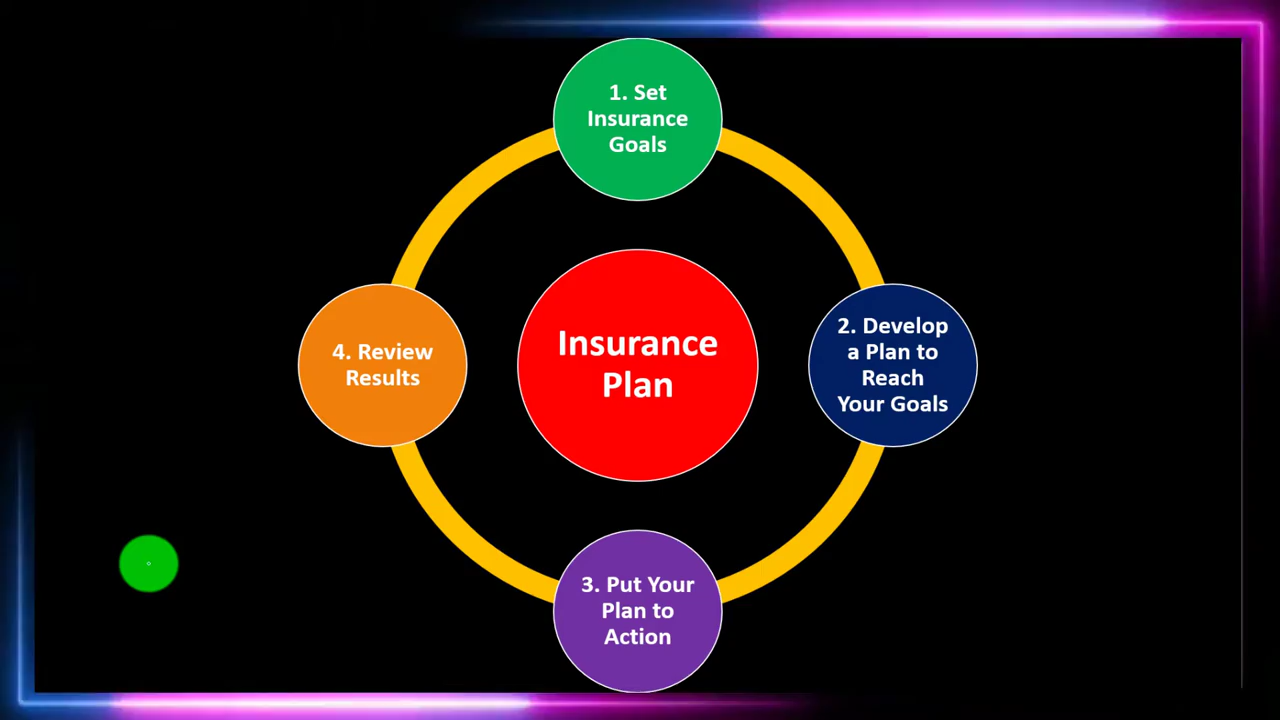 1. Set
Insurance
Goals
2. Develop
a Plan to
Reach
Your Goals
3. Put Your
Plan to
Action
4. Review
Results
Insurance
Plan